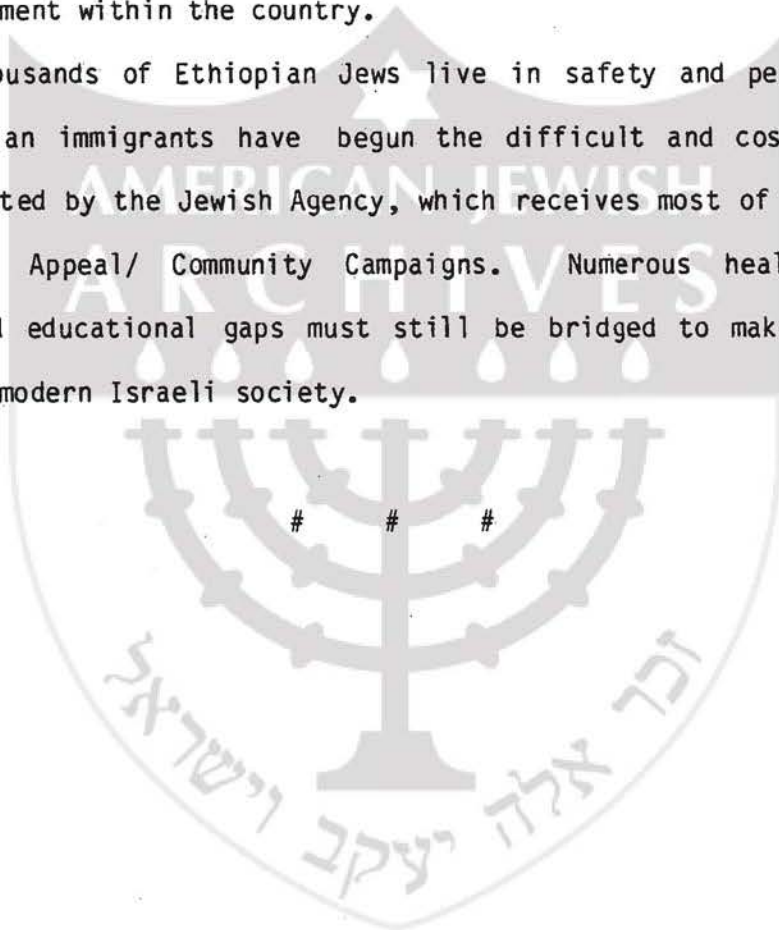 ment within the country.
ousands of Ethiopian Jews live in safety and pe
an immigrants have begun the difficult and cos
ted by the Jewish Agency, which receives most of
Appeal/ Community Campaigns. Numerous heal
educational gaps must still be bridged to mak
modern Israeli society.
# # #
AMERICAN JEWISH
ARCHIVES
זכר אלה יעקב וישראל